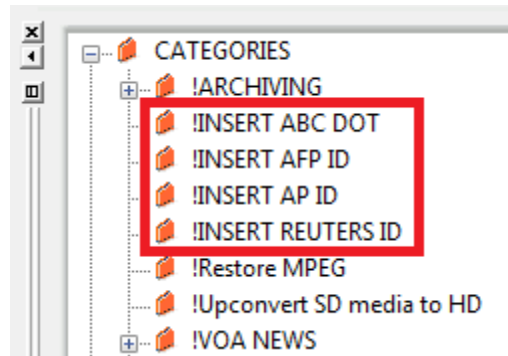 CATEGORIES
!ARCHIVING
!INSERT ABC DOT
!INSERT AFP ID
!INSERT AP ID
!INSERT REUTERS ID
!Restore MPEG
!Upconvert SD media to HD
!VOA NEWS